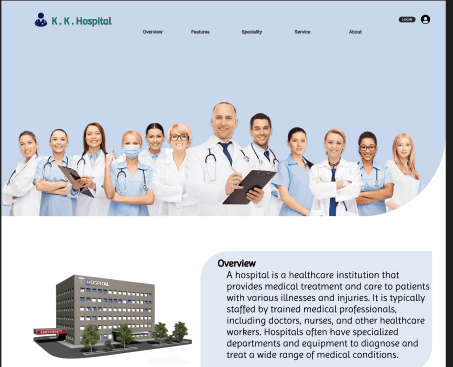 K . K . Hospital
LOGIN
Overview Features Speciality Service About
HOSPITAL
EMERGENCY
Overview
A hospital is a healthcare institution that
provides medical treatment and care to patients
with various illnesses and injuries. It is typically
staffed by trained medical professionals,
including doctors, nurses, and other healthcare
workers. Hospitals often have specialized
departments and equipment to diagnose and
treat a wide range of medical conditions.